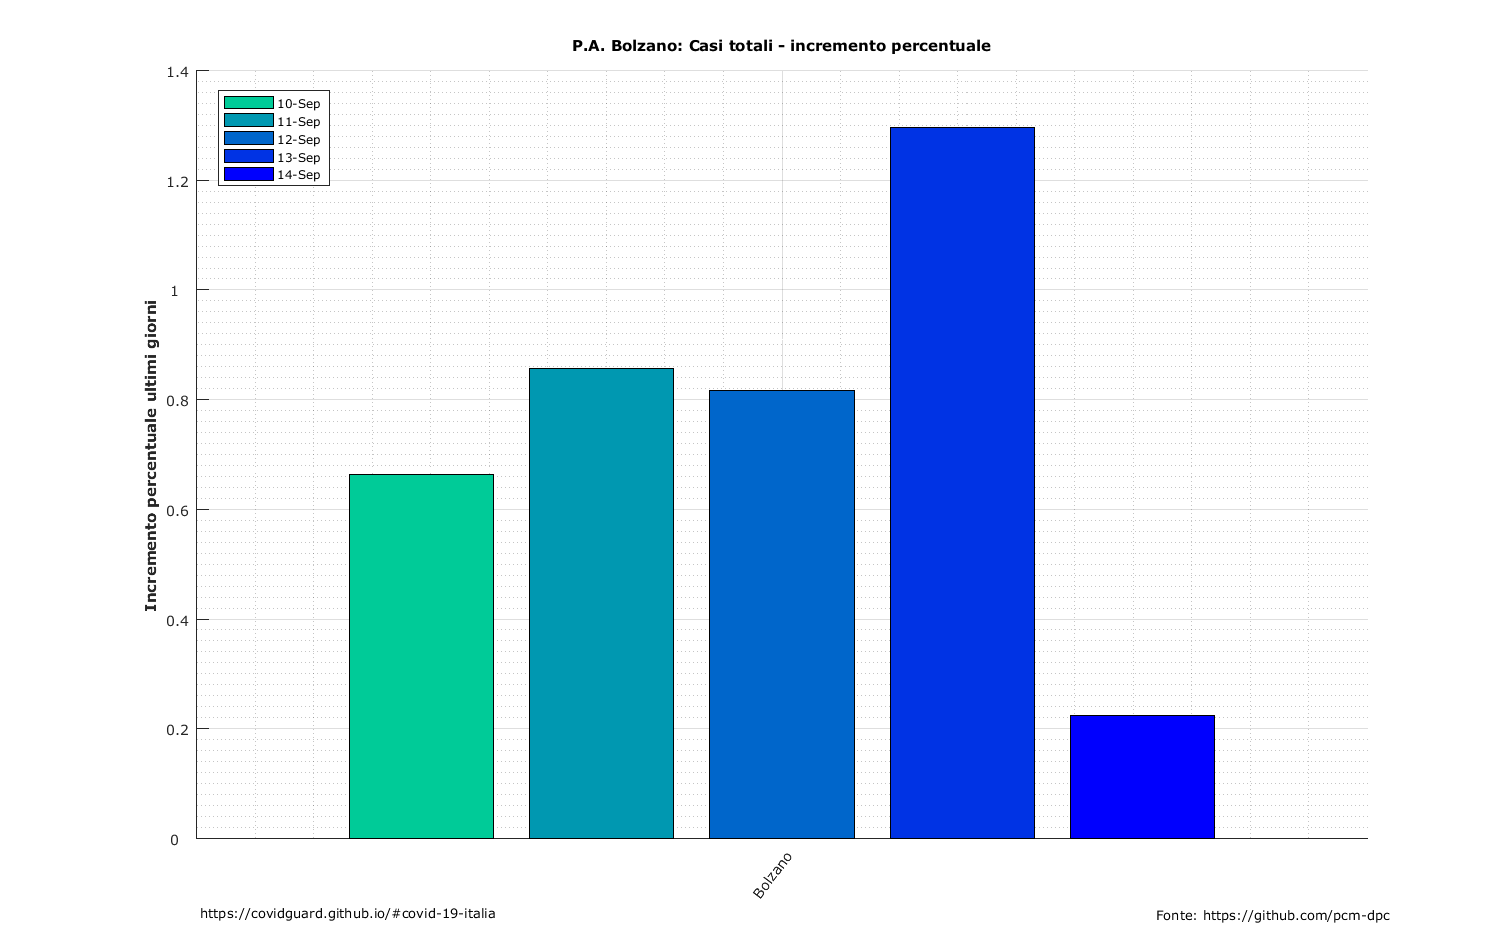 P.A. Bolzano: Casi totali - incremento percentuale
1.4
1.2
1
0.8
0.6
0.4
0.2
0
Incremento percentuale ultimi giorni
10-Sep
11-Sep
12-Sep
13-Sep
14-Sep
Bolzano
https://covidguard.github.io/#covid-19-italia
Fonte: https://github.com/pcm-dpc